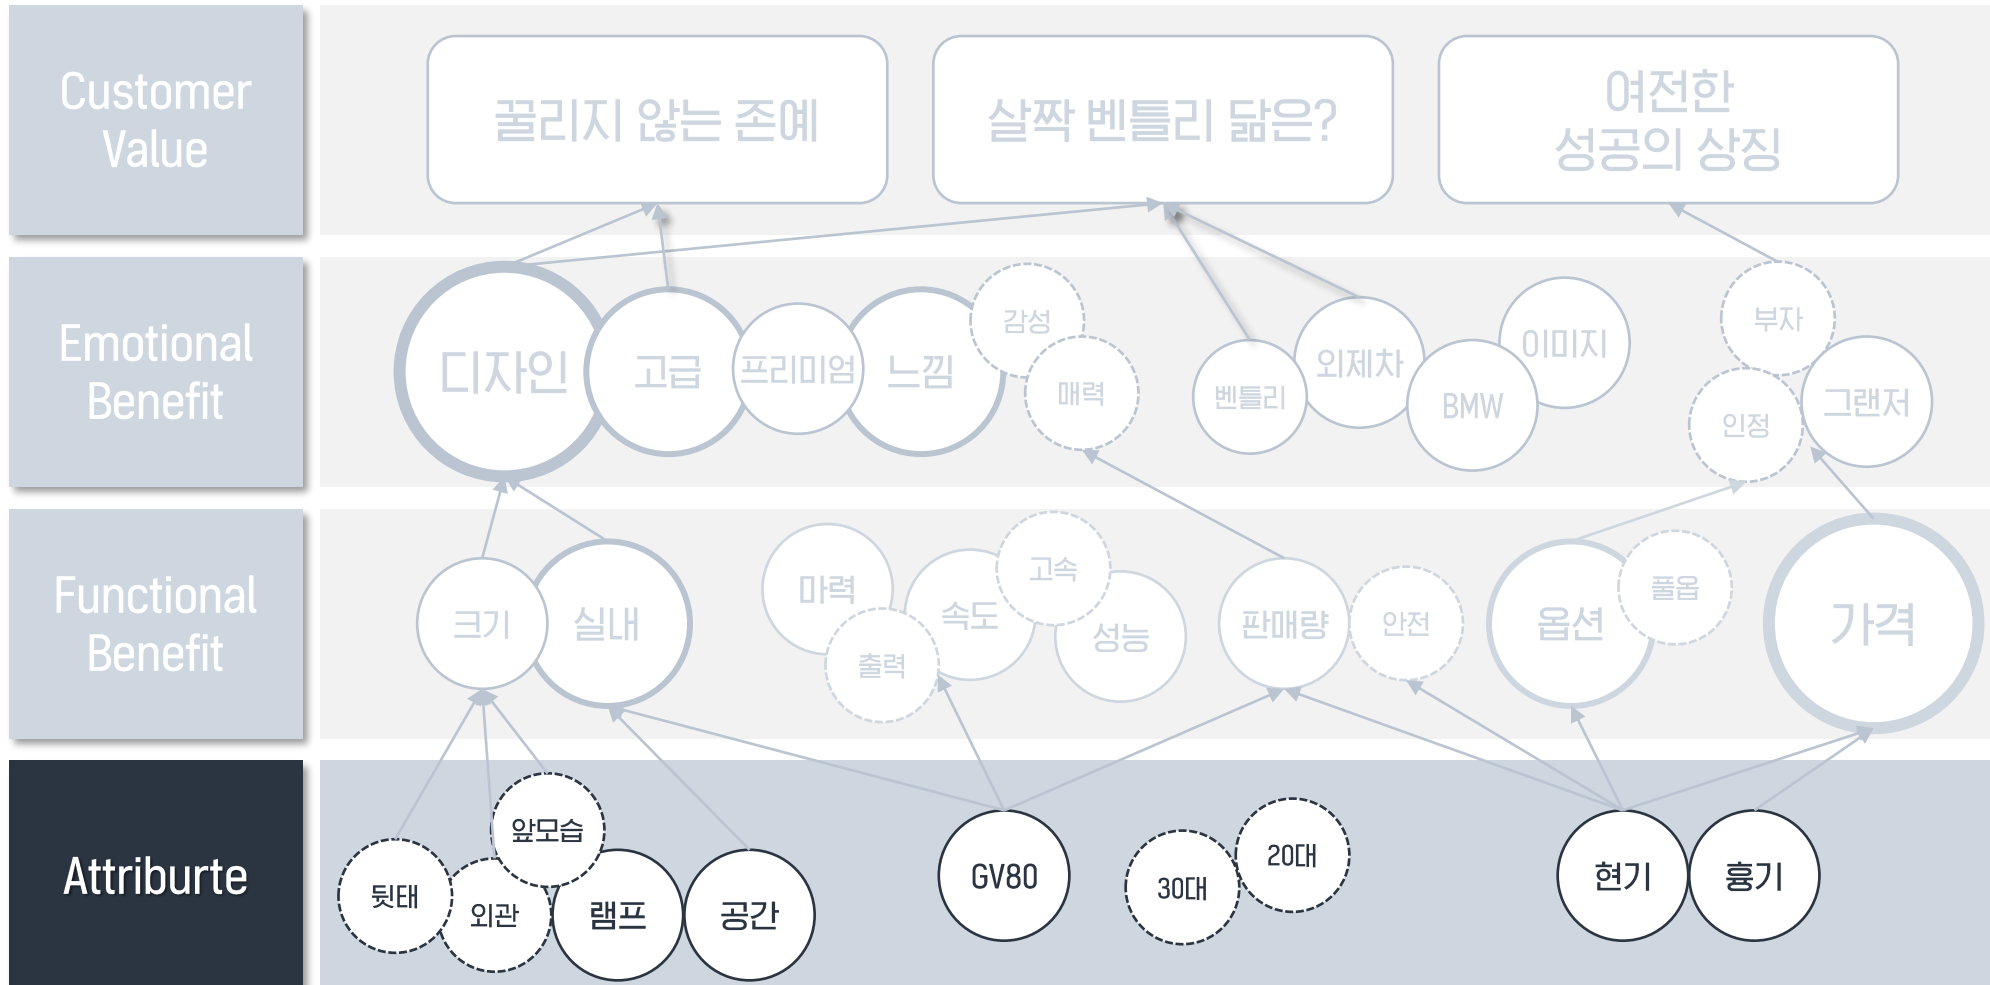 Customer
Value
꿀리지 않는 존예
살짝 벤틀리 닮은?
여전한
성공의 상징
Emotional
Benefit
디자인
고급
프리미엄
느낌
감성
매력
벤틀리
외제차
BMW
이미지
부자
인정
그랜저
Functional
Benefit
크기
실내
마력
출력
속도
고속
성능
판매량
안전
옵션
풀옵
가격
Attriburte
뒷태
외관
앞모습
램프
공간
GV80
30대
20대
현기
흉기